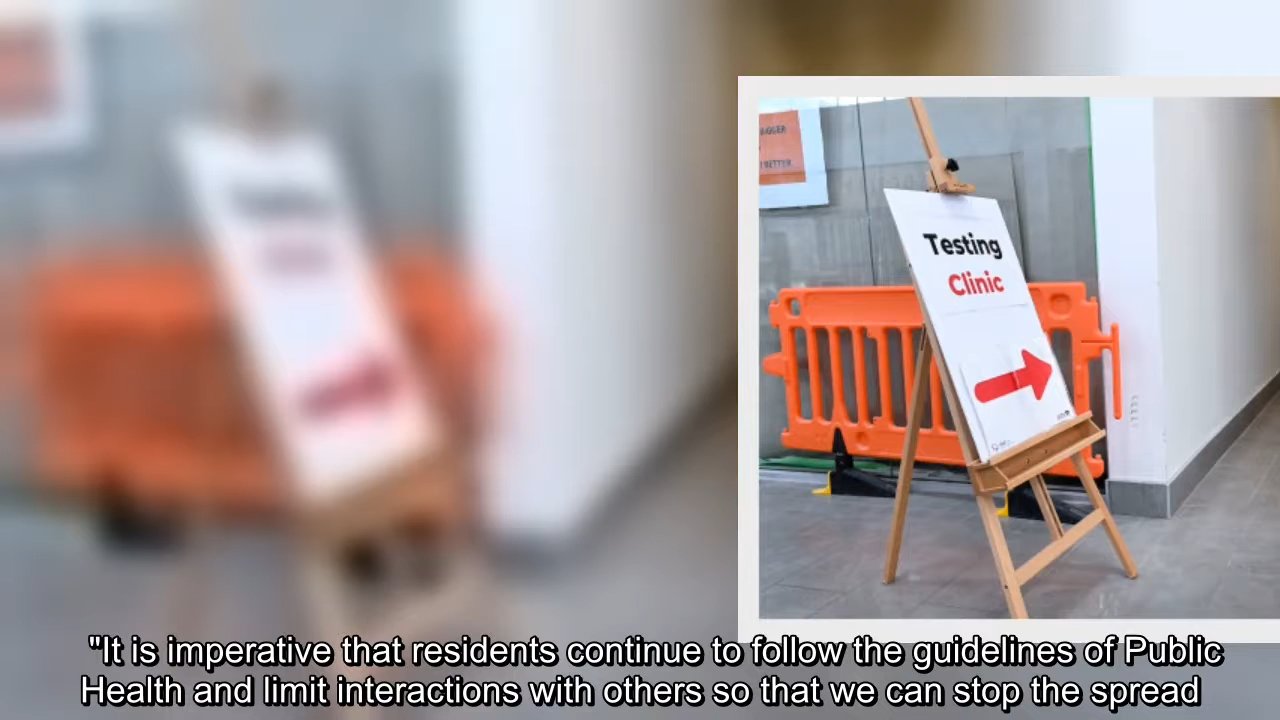 BETTER
Testing
Clinic
"It is imperative that residents continue to follow the guidelines of Public
Health and limit interactions with others so that we can stop the spread